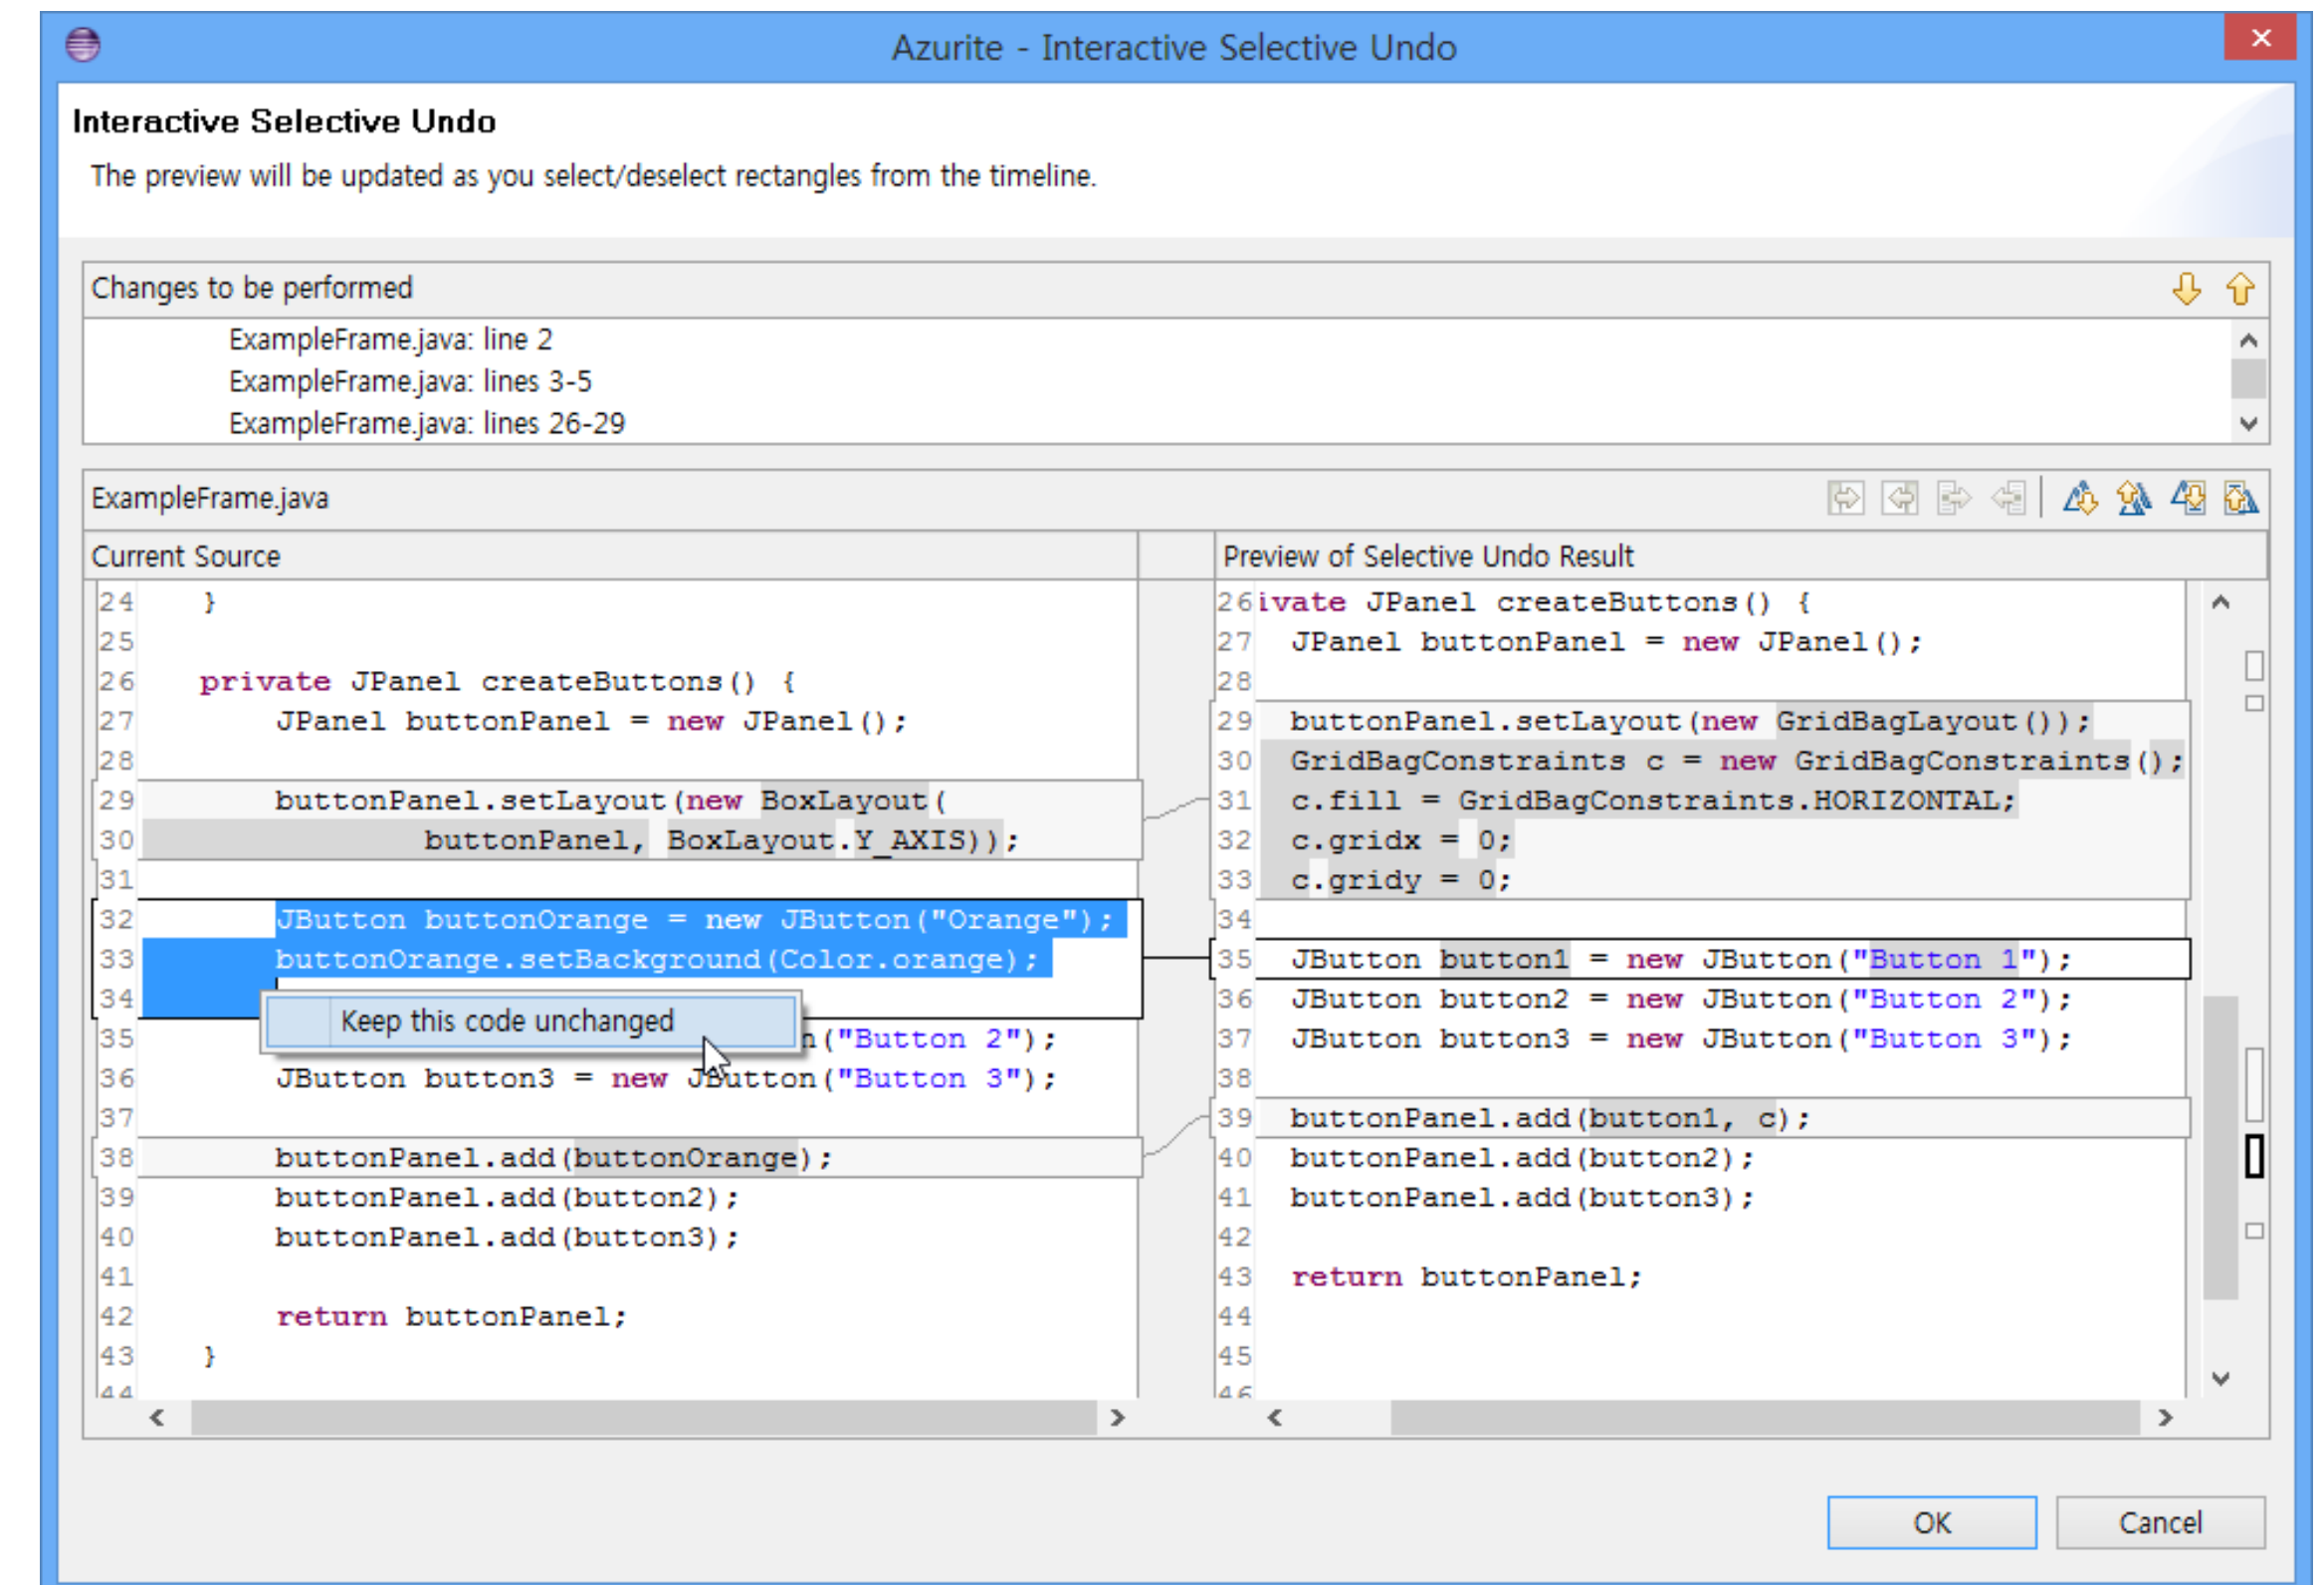 Azurite - Interactive Selective Undo
Interactive Selective Undo
The preview will be updated as you select/deselect rectangles from the timeline.
Changes to be performed
ExampleFrame.java: line 2
ExampleFrame.java: lines 3-5
ExampleFrame.java: lines 26-29
ExampleFrame.java
Current Source
24 }
25
26 private JPanel createButtons() {
27 JPanel buttonPanel = new JPanel();
28
29 buttonPanel.setLayout(new BoxLayout(
30 buttonPanel, BoxLayout.Y_AXIS));
31
32 JButton buttonOrange = new JButton("Orange");
33 buttonOrange.setBackground(Color.orange);
34
Keep this code unchanged
35 n("Button 2");
36 JButton button3 = new JButton("Button 3");
37
38 buttonPanel.add(buttonOrange);
39 buttonPanel.add(button2);
40 buttonPanel.add(button3);
41
42 return buttonPanel;
43 }
44
Preview of Selective Undo Result
26 ivate JPanel createButtons() {
27 JPanel buttonPanel = new JPanel();
28
29 buttonPanel.setLayout(new GridBagLayout());
30 GridBagConstraints c = new GridBagConstraints();
31 c.fill = GridBagConstraints.HORIZONTAL;
32 c.gridx = 0;
33 c.gridy = 0;
34
35 JButton button1 = new JButton("Button 1");
36 JButton button2 = new JButton("Button 2");
37 JButton button3 = new JButton("Button 3");
38
39 buttonPanel.add(button1, c);
40 buttonPanel.add(button2);
41 buttonPanel.add(button3);
42
43 return buttonPanel;
44
45
46
OK
Cancel